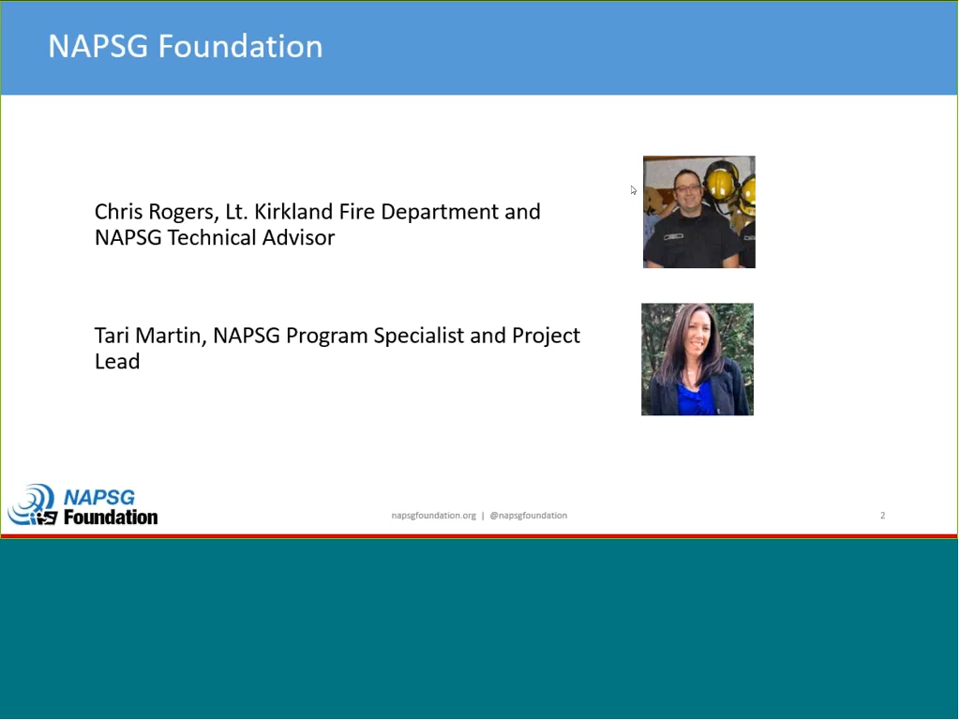 NAPSG Foundation
Chris Rogers, Lt. Kirkland Fire Department and
NAPSG Technical Advisor
Tari Martin, NAPSG Program Specialist and Project
Lead
NAPSG
Foundation
napsgfoundation.org | @napsgfoundation
2